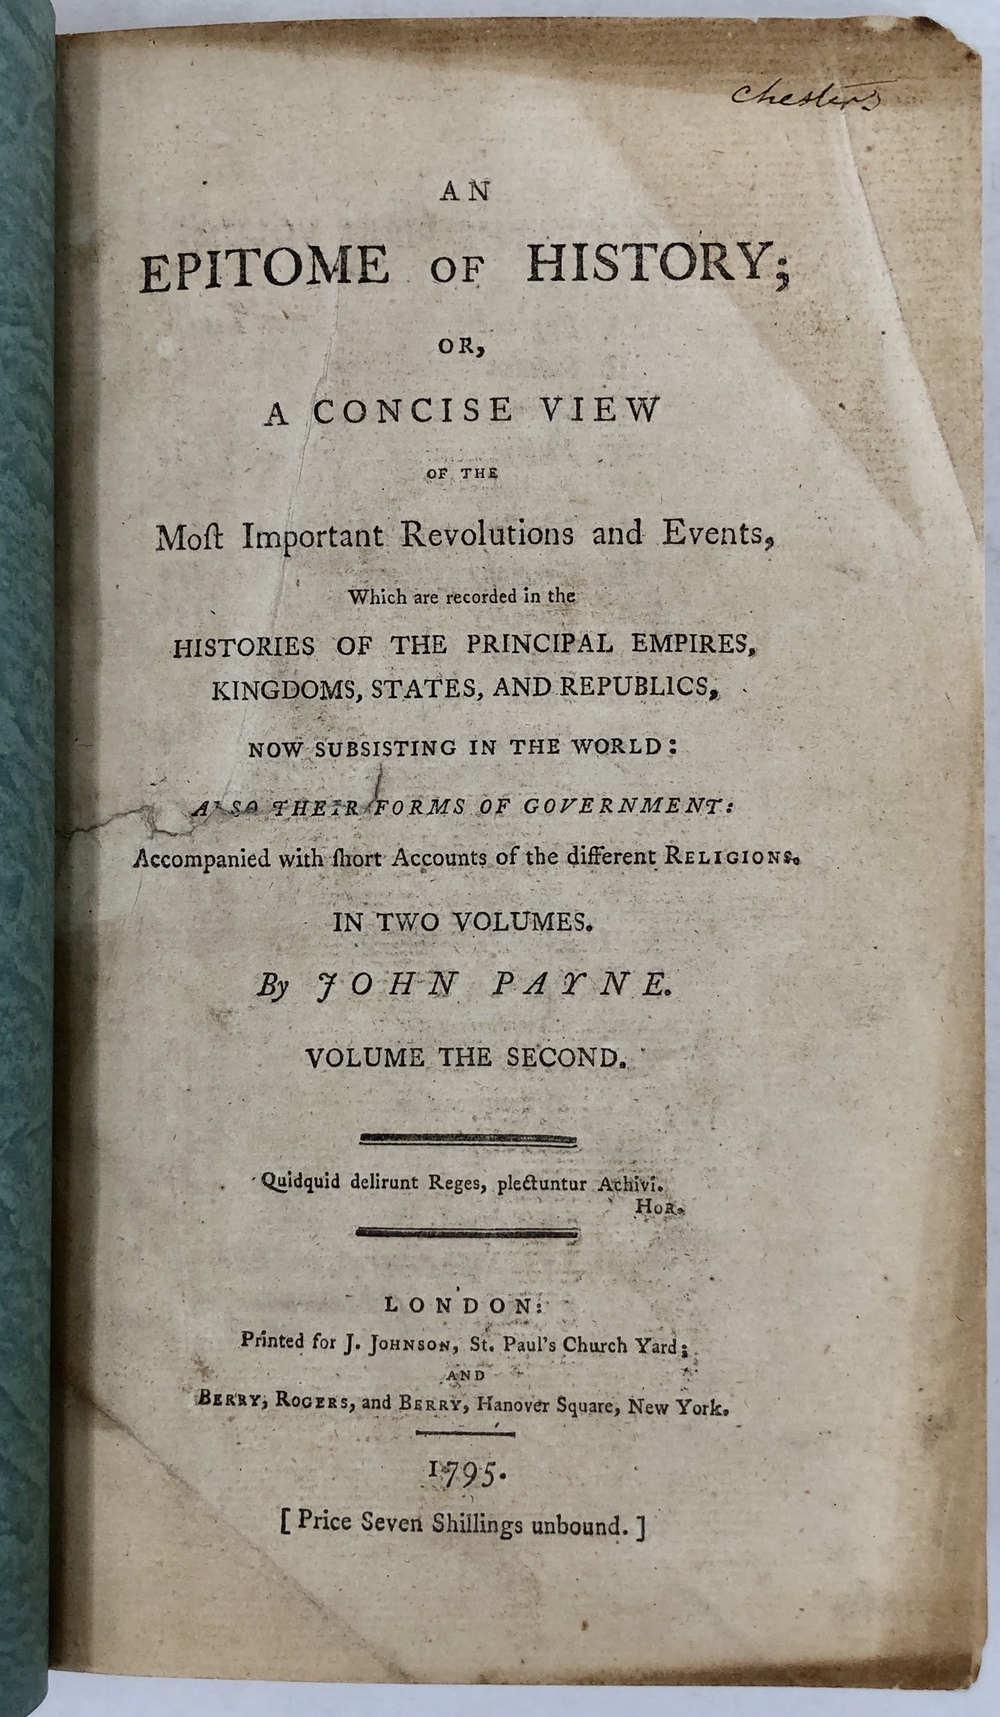 Chesters
AN
EPITOME OF HISTORY;
OR,
A CONCISE VIEW
OF THE
Moſt Important Revolutions and Events,
Which are recorded in the
HISTORIES OF THE PRINCIPAL EMPIRES,
KINGDOMS, STATES, AND REPUBLICS,
NOW SUBSISTING IN THE WORLD:
ALSO THEIR FORMS OF GOVERNMENT:
Accompanied with ſhort Accounts of the different RELIGIONS.
IN TWO VOLUMES.
By JOHN PAYNE.
VOLUME THE SECOND.
Quidquid delirunt Reges, plectuntur Achivi.
HOR.
LONDON:
Printed for J. JOHNSON, St. Paul's Church Yard;
AND
BERRY, ROGERS, and BERRY, Hanover Square, New York.
1795.
[ Price Seven Shillings unbound. ]